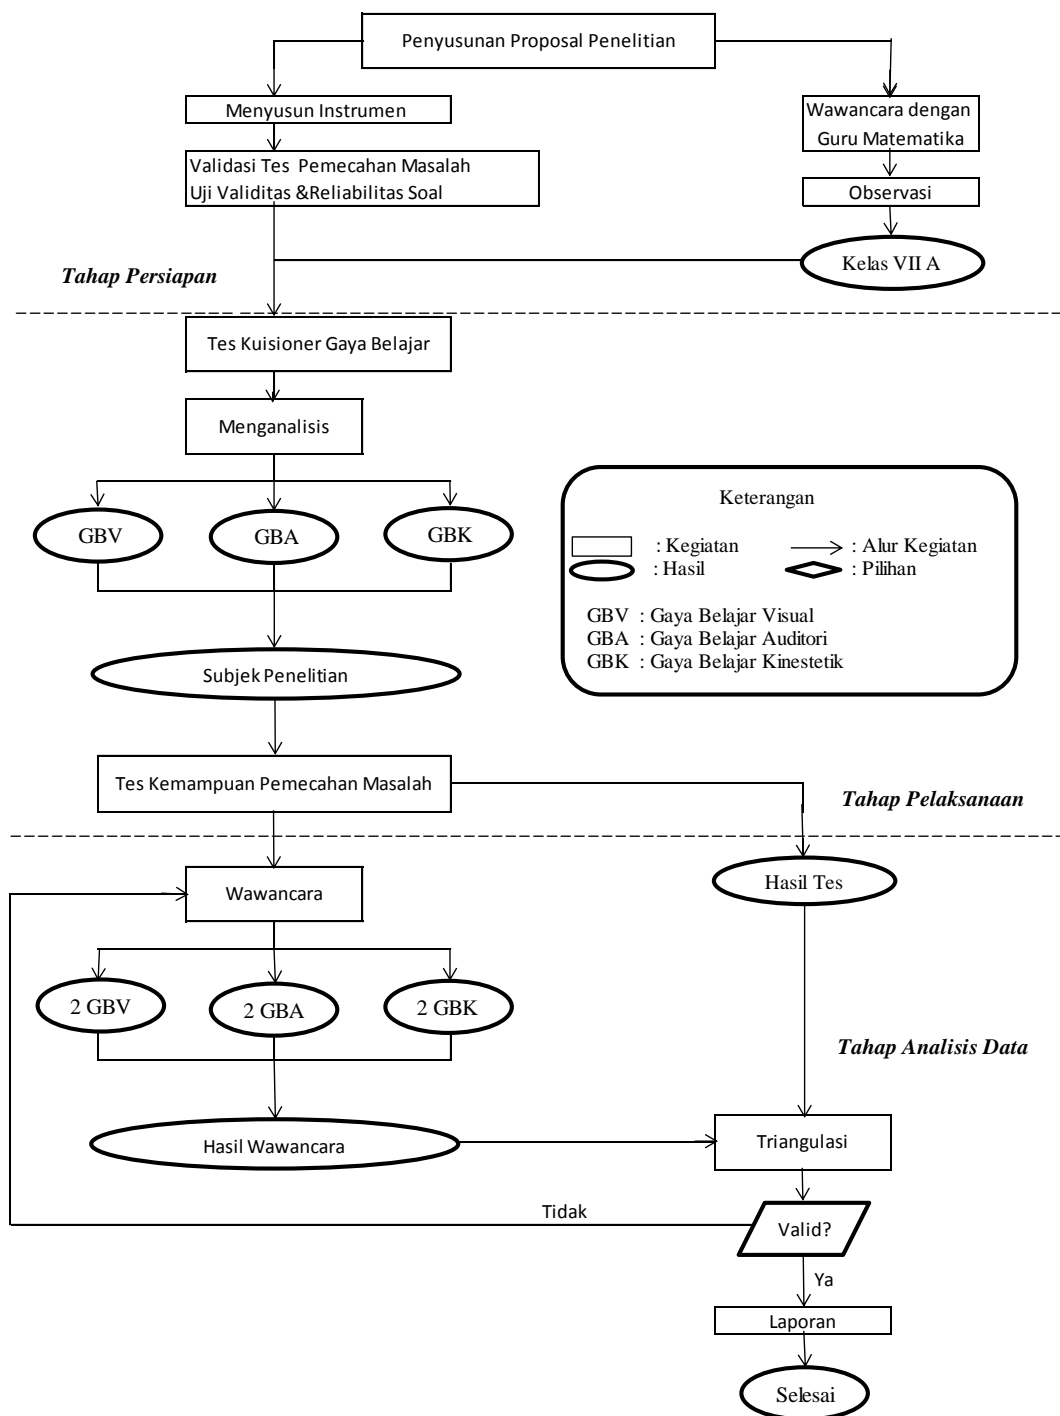 Penyusunan Proposal Penelitian
Menyusun Instrumen
Wawancara dengan
Guru Matematika
Validasi Tes Pemecahan Masalah
Uji Validitas &Reliabilitas Soal
Observasi
Kelas VII A
Tahap Persiapan
Tes Kuisioner Gaya Belajar
Menganalisis
GBV
GBA
GBK
Keterangan
: Kegiatan
: Alur Kegiatan
: Hasil
: Pilihan
GBV : Gaya Belajar Visual
GBA : Gaya Belajar Auditori
GBK : Gaya Belajar Kinestetik
Subjek Penelitian
Tes Kemampuan Pemecahan Masalah
Tahap Pelaksanaan
Wawancara
Hasil Tes
2 GBV
2 GBA
2 GBK
Tahap Analisis Data
Hasil Wawancara
Triangulasi
Tidak
Valid?
Ya
Laporan
Selesai